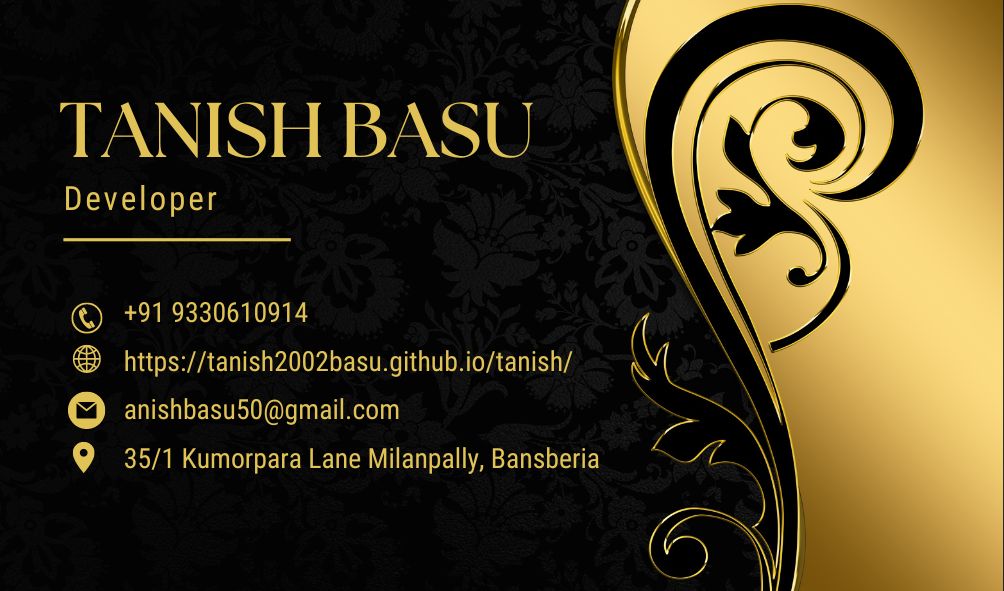 TANISH BASU
Developer
+91 9330610914
https://tanish2002basu.github.io/tanish/
anishbasu50@gmail.com
35/1 Kumorpara Lane Milanpally, Bansberia